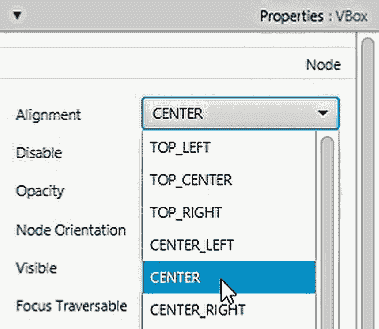 Properties : VBox
Node
Alignment CENTER
TOP_LEFT
Disable
TOP_CENTER
Opacity
TOP_RIGHT
Node Orientation
CENTER_LEFT
Visible
CENTER
Focus Traversable
CENTER_RIGHT